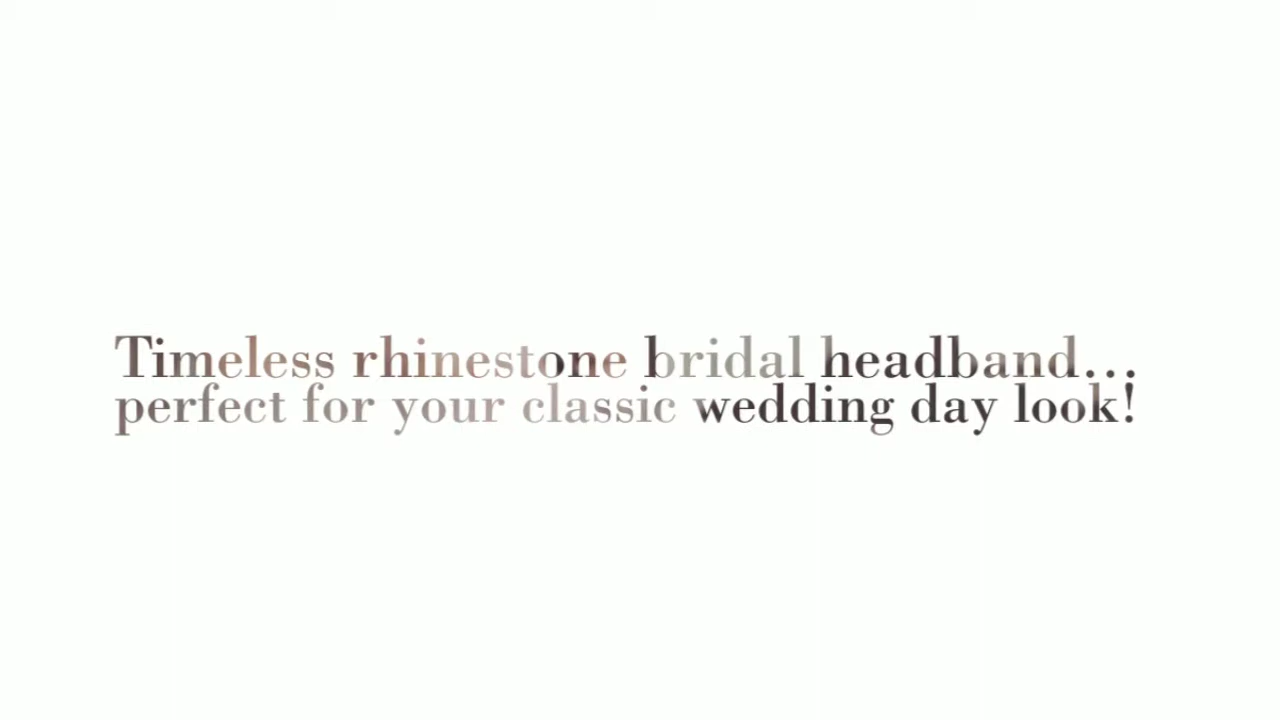 Timeless rhinestone bridal headband...
perfect for your classic wedding day look!